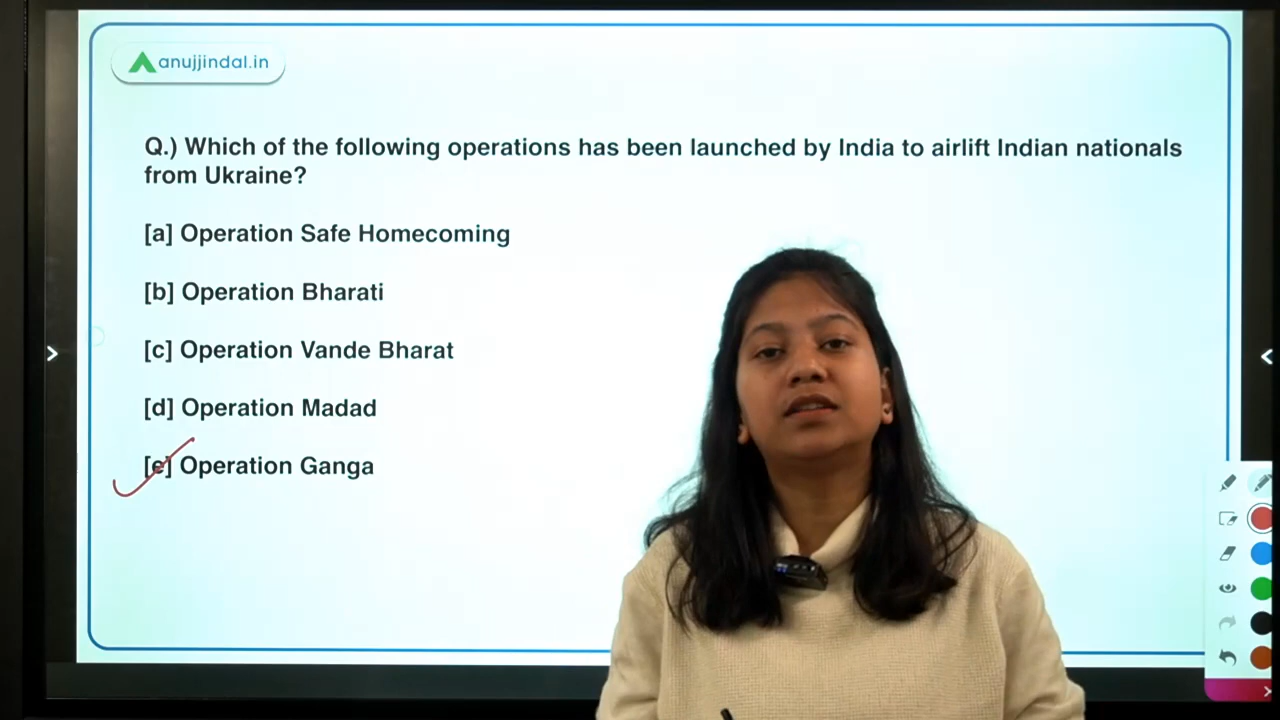 anujjindal.in
Q.) Which of the following operations has been launched by India to airlift Indian nationals
from Ukraine?
[a] Operation Safe Homecoming
[b] Operation Bharati
[c] Operation Vande Bharat
[d] Operation Madad
[e] Operation Ganga